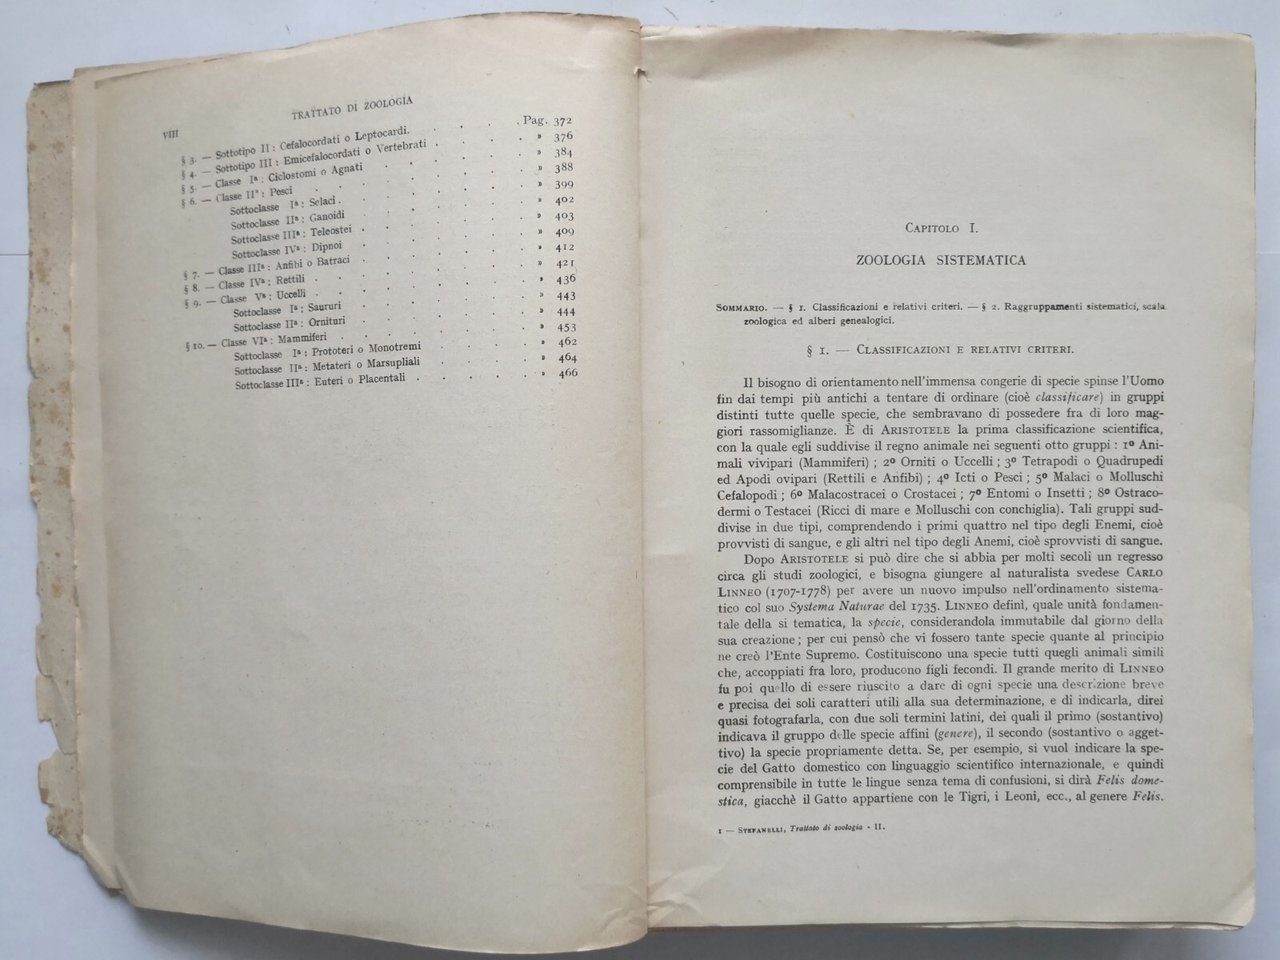 VIII
TRATTATO DI ZOOLOGIA
§ 3. — Sottotipo II : Cefalocordati o Leptocardi. . . . . Pag. 372
§ 4. — Sottotipo III : Emicefalocordati o Vertebrati . . . . » 376
§ 5. — Classe Iª : Ciclostomi o Agnati . . . . . » 384
§ 6. — Classe IIª : Pesci . . . . . . » 388
Sottoclasse Iª : Selaci . . . . . . » 399
Sottoclasse IIª : Ganoidi . . . . . » 402
Sottoclasse IIIª : Teleostei . . . . . » 403
Sottoclasse IVª : Dipnoi . . . . . » 409
§ 7. — Classe IIIª : Anfibi o Batraci . . . . . » 412
§ 8. — Classe IVª : Rettili . . . . . » 421
§ 9. — Classe Vª : Uccelli . . . . . » 436
Sottoclasse Iª : Saururi . . . . . » 443
Sottoclasse IIª : Ornituri . . . . . » 444
§ 10. — Classe VIª : Mammiferi . . . . . » 453
Sottoclasse Iª : Prototeri o Monotremi . . . . » 462
Sottoclasse IIª : Metateri o Marsupiali . . . . » 464
Sottoclasse IIIª : Euteri o Placentali . . . . . » 466
CAPITOLO I.
ZOOLOGIA SISTEMATICA
SOMMARIO. — § 1. Classificazioni e relativi criteri. — § 2. Raggruppamenti sistematici, scala
zoologica ed alberi genealogici.
§ 1. — CLASSIFICAZIONI E RELATIVI CRITERI.
Il bisogno di orientamento nell'immensa congerie di specie spinse l'Uomo
fin dai tempi più antichi a tentare di ordinare (cioè classificare) in gruppi
distinti tutte quelle specie, che sembravano di possedere fra di loro mag-
giori rassomiglianze. È di ARISTOTELE la prima classificazione scientifica,
con la quale egli suddivise il regno animale nei seguenti otto gruppi : 1º Ani-
mali vivipari (Mammiferi) ; 2º Orniti o Uccelli ; 3º Tetrapodi o Quadrupedi
ed Apodi ovipari (Rettili e Anfibi) ; 4º Icti o Pesci ; 5º Malaci o Molluschi
Cefalopodi ; 6º Malacostracei o Crostacei ; 7º Entomi o Insetti ; 8º Ostraco-
dermi o Testacei (Ricci di mare e Molluschi con conchiglia). Tali gruppi sud-
divise in due tipi, comprendendo i primi quattro nel tipo degli Enemi, cioè
provvisti di sangue, e gli altri nel tipo degli Anemi, cioè sprovvisti di sangue.
Dopo ARISTOTELE si può dire che si abbia per molti secoli un regresso
circa gli studi zoologici, e bisogna giungere al naturalista svedese CARLO
LINNEO (1707-1778) per avere un nuovo impulso nell'ordinamento sistema-
tico col suo Systema Naturae del 1735. LINNEO definì, quale unità fondamen-
tale della si tematica, la specie, considerandola immutabile dal giorno della
sua creazione ; per cui pensò che vi fossero tante specie quante al principio
ne creò l'Ente Supremo. Costituiscono una specie tutti quegli animali simili
che, accoppiati fra loro, producono figli fecondi. Il grande merito di LINNEO
fu poi quello di essere riuscito a dare di ogni specie una descrizione breve
e precisa dei soli caratteri utili alla sua determinazione, e di indicarla, direi
quasi fotografarla, con due soli termini latini, dei quali il primo (sostantivo)
indicava il gruppo delle specie affini (genere), il secondo (sostantivo o agget-
tivo) la specie propriamente detta. Se, per esempio, si vuol indicare la spe-
cie del Gatto domestico con linguaggio scientifico internazionale, e quindi
comprensibile in tutte le lingue senza tema di confusioni, si dirà Felis dome-
stica, giacchè il Gatto appartiene con le Tigri, i Leoni, ecc., al genere Felis.
1 — STEFANELLI, Trattato di zoologia - II.